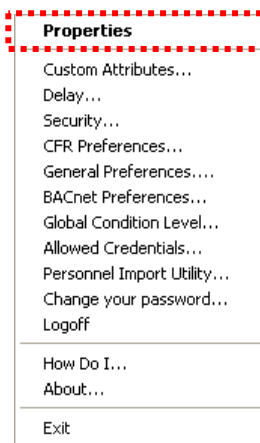 Properties
Custom Attributes...
Delay...
Security...
CFR Preferences...
General Preferences....
BACnet Preferences...
Global Condition Level...
Allowed Credentials...
Personnel Import Utility...
Change your password...
Logoff
How Do I...
About...
Exit